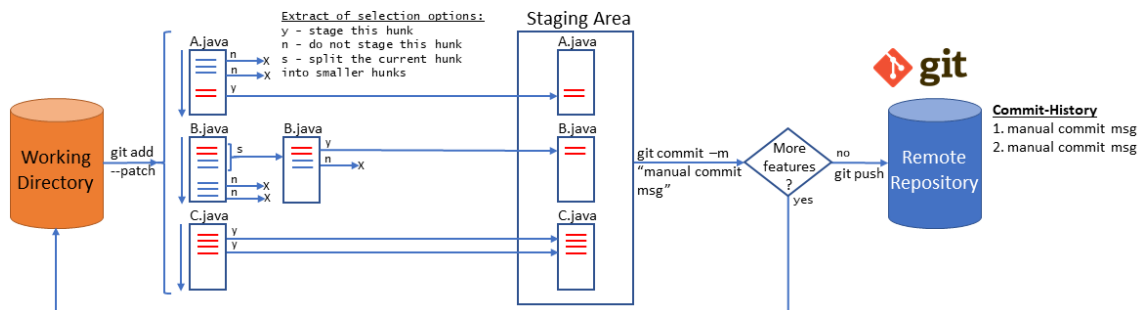 Extract of selection options:
y - stage this hunk
n - do not stage this hunk
s - split the current hunk
into smaller hunks
Staging Area
A.java
n
X
n
X
y
A.java
Working
Directory
git add
--patch
B.java
s
n
X
n
X
B.java
y
n
X
B.java
C.java
y
y
C.java
git commit –m
“manual commit
msg”
More
features
?
no
git push
yes
git
Remote
Repository
Commit-History
1. manual commit msg
2. manual commit msg